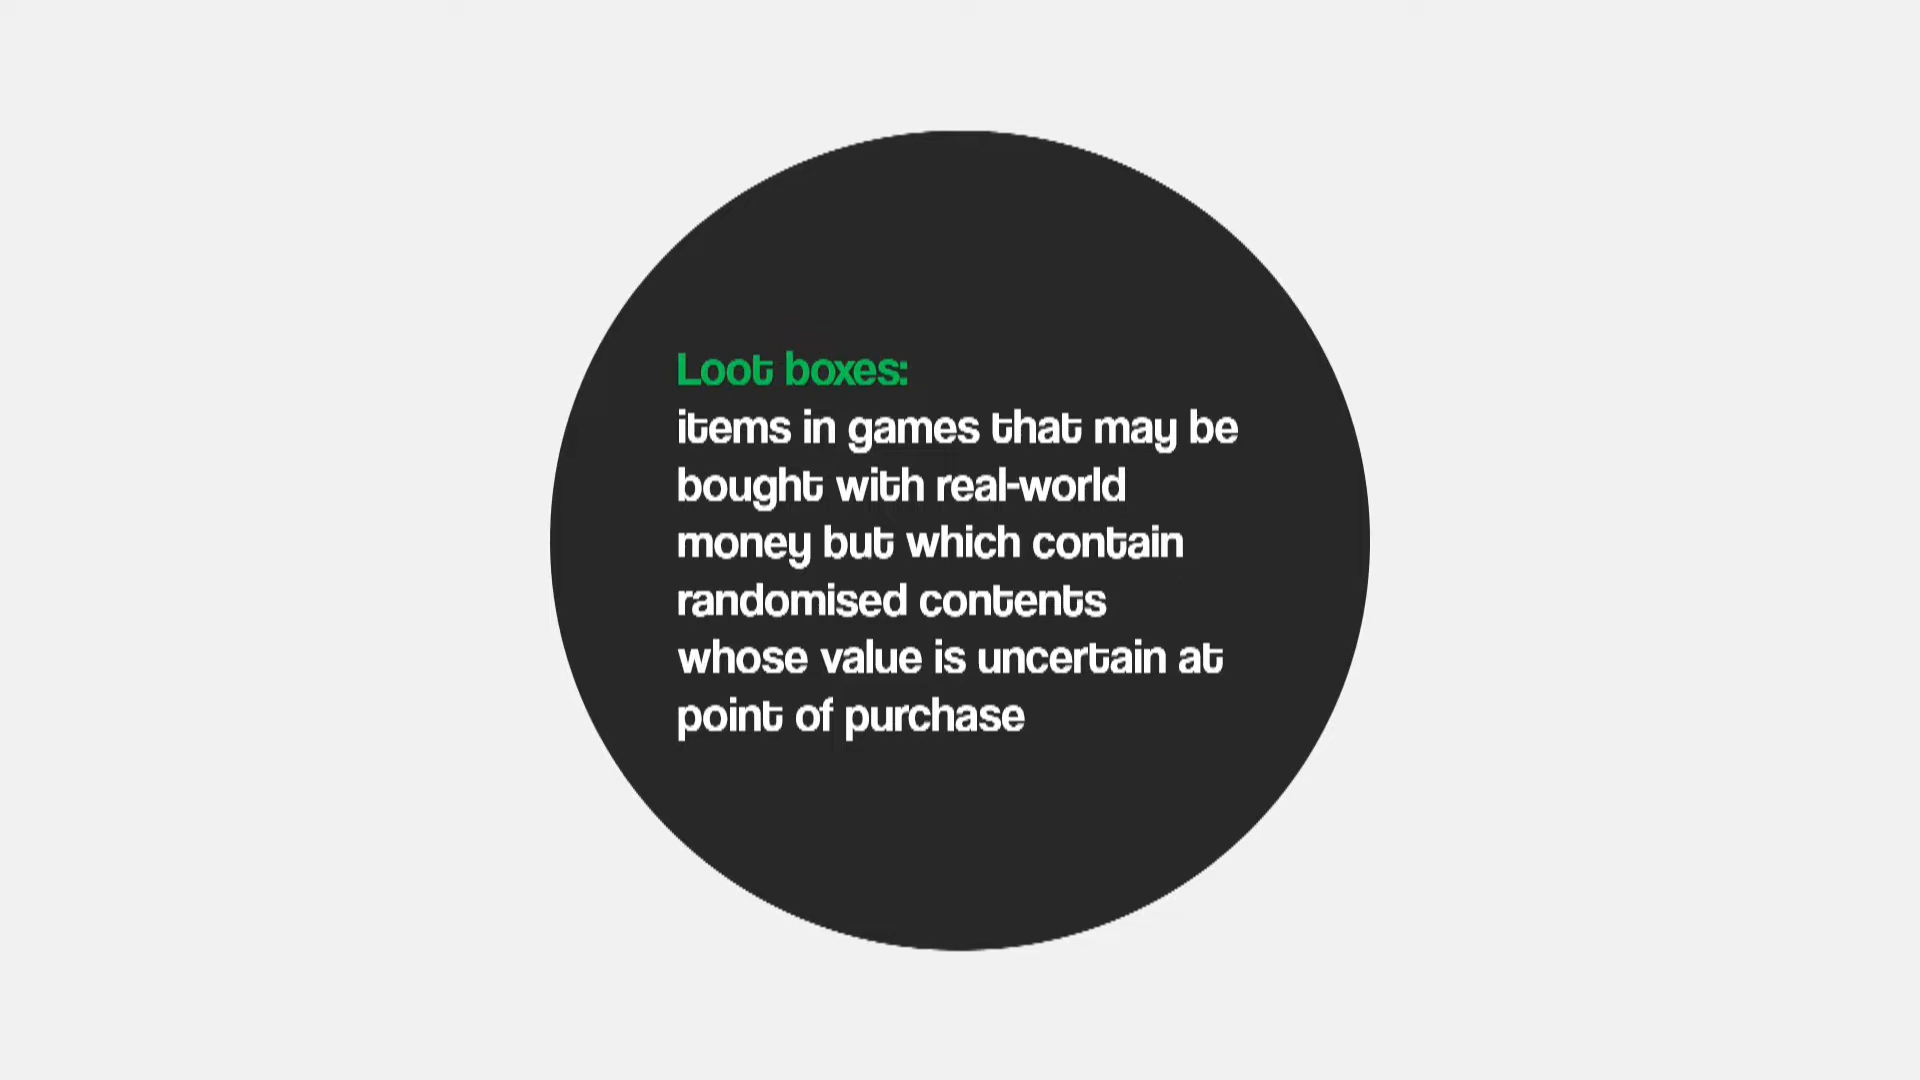 Loot boxes:
items in games that may be
bought with real-world
money but which contain
randomised contents
whose value is uncertain at
point of purchase